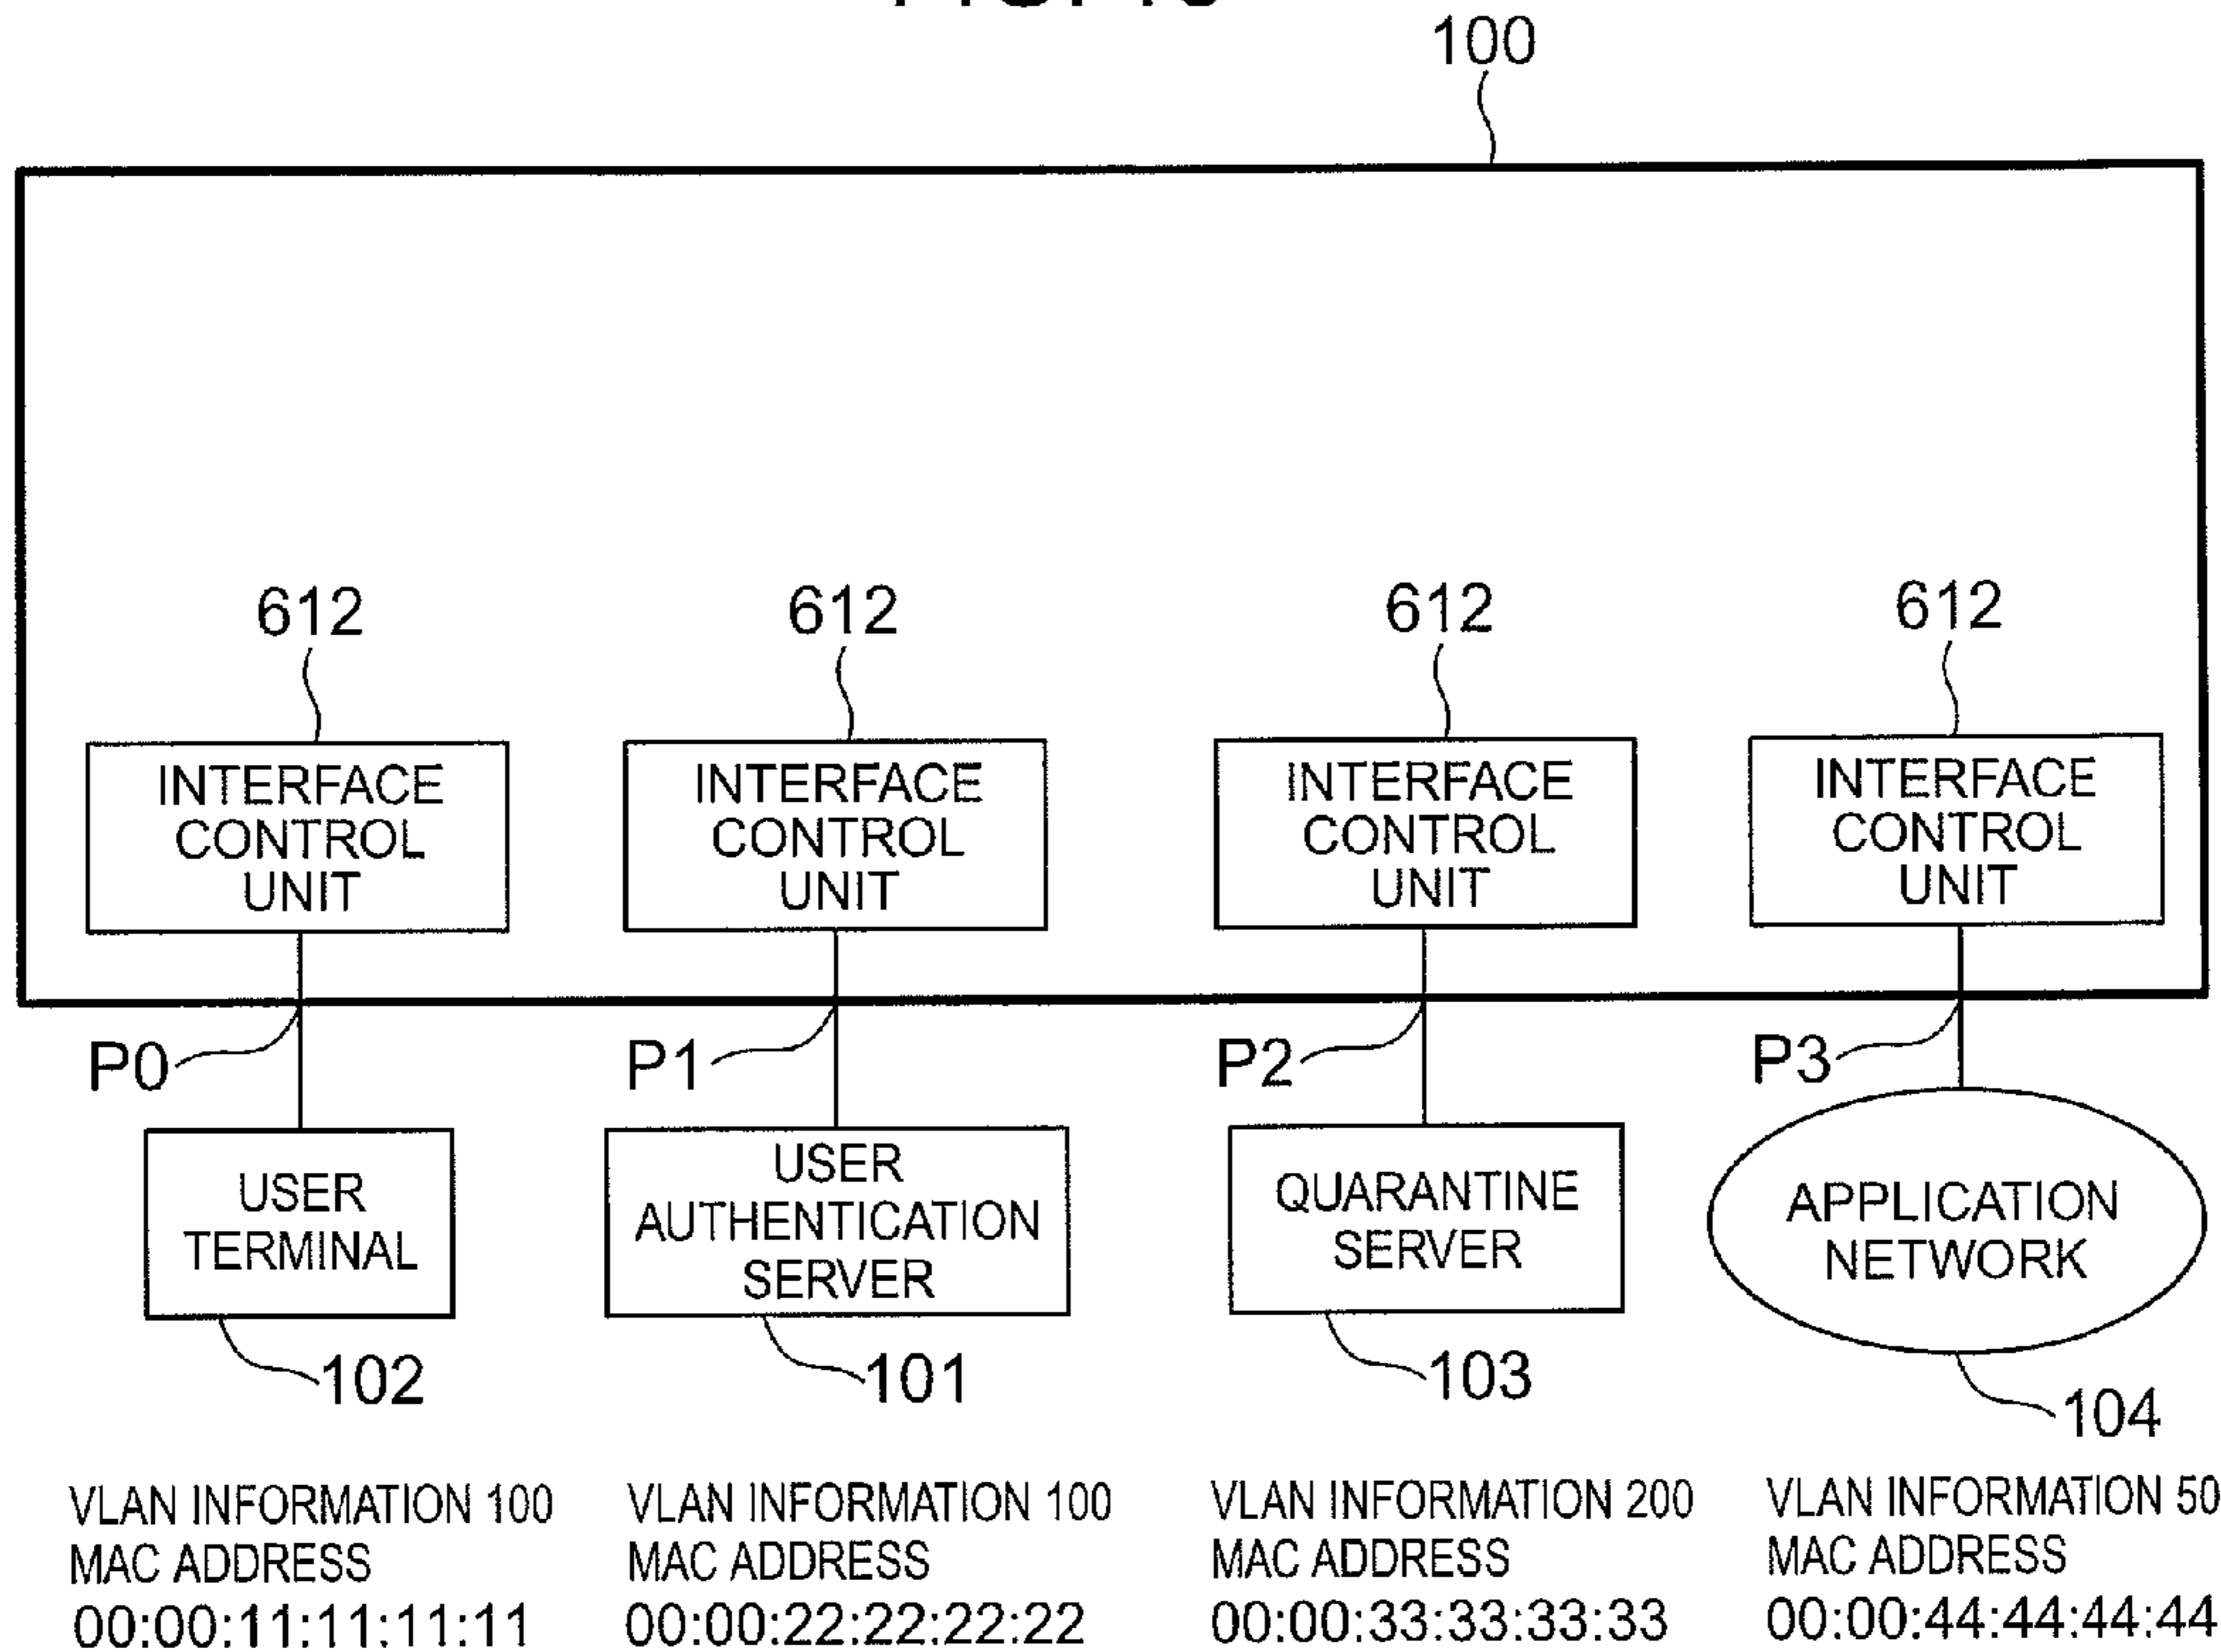 100
612
612
612
612
INTERFACE
CONTROL
UNIT
INTERFACE
CONTROL
UNIT
INTERFACE
CONTROL
UNIT
INTERFACE
CONTROL
UNIT
P0
P1
P2
P3
USER
TERMINAL
USER
AUTHENTICATION
SERVER
QUARANTINE
SERVER
APPLICATION
NETWORK
102
101
103
104
VLAN INFORMATION 100
MAC ADDRESS
00:00:11:11:11:11
VLAN INFORMATION 100
MAC ADDRESS
00:00:22:22:22:22
VLAN INFORMATION 200
MAC ADDRESS
00:00:33:33:33:33
VLAN INFORMATION 50
MAC ADDRESS
00:00:44:44:44:44